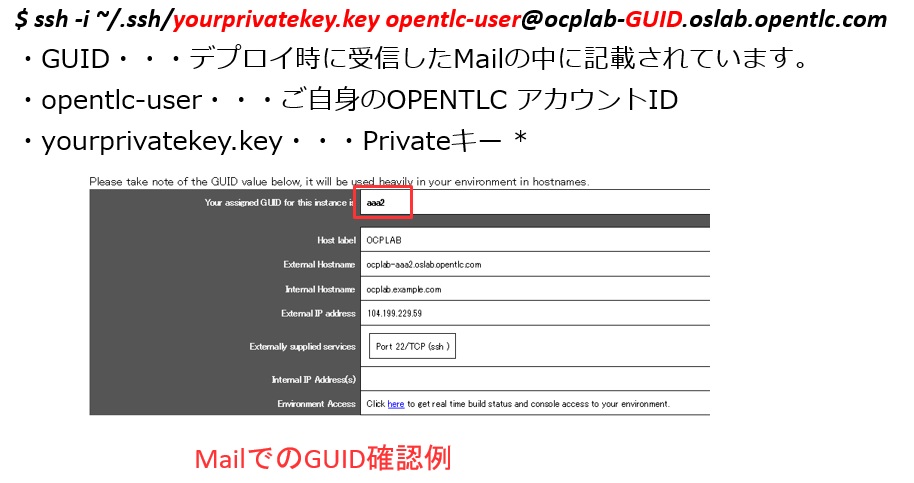 $ ssh -i ~/.ssh/yourprivatekey.key opentlc-user@ocplab-GUID.oslab.opentlc.com
・GUID・・・デプロイ時に受信したMailの中に記載されています。
・opentlc-user・・・ご自身のOPENTLC アカウントID
・yourprivatekey.key・・・Privateキー *
Please take note of the GUID value below, it will be used heavily in your environment in hostnames.
Your assigned GUID for this instance is aaa2
Host label OCPLAB
External Hostname ocplab-aaa2.oslab.opentlc.com
Internal Hostname ocplab.example.com
External IP address 104.199.229.59
Externally supplied services Port 22/TCP (ssh )
Internal IP Address(s)
Environment Access Click here to get real time build status and console access to your environment.
MailでのGUID確認例